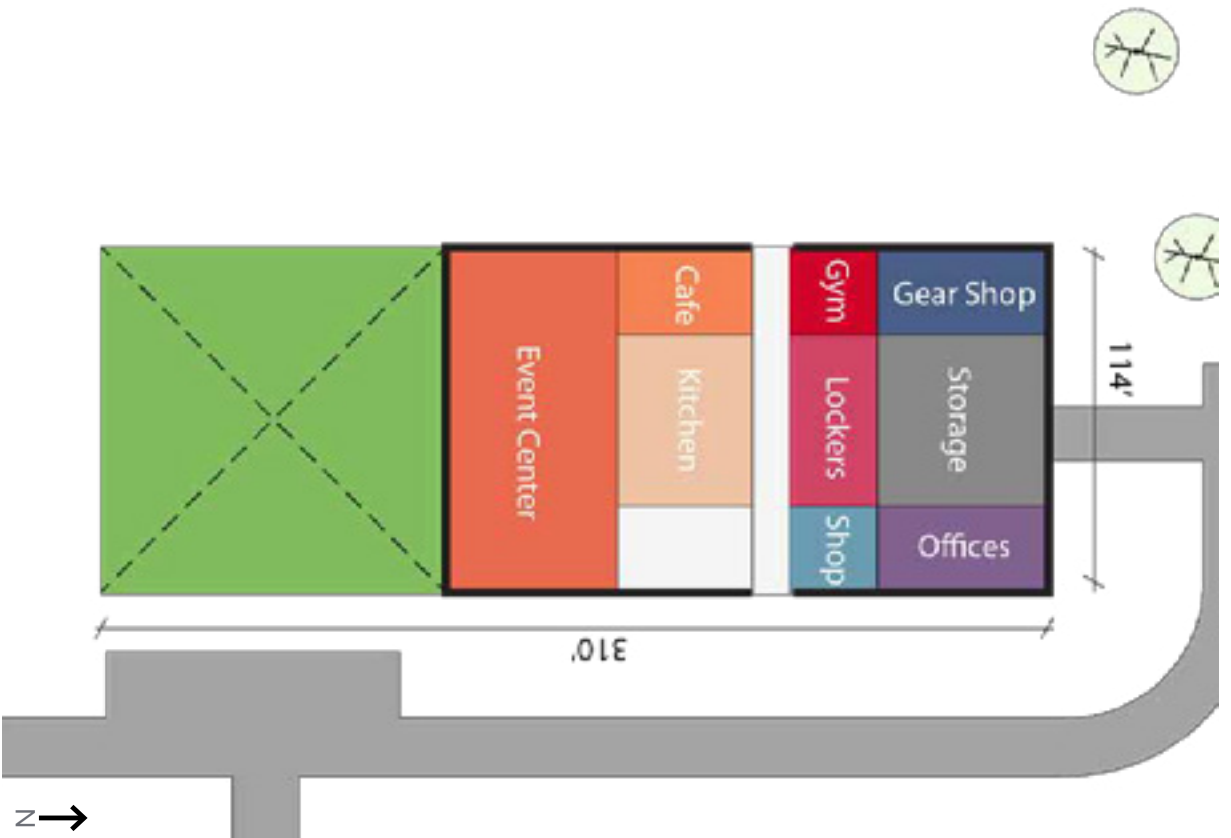 Event Center
Cafe
Kitchen
Gym
Lockers
Shop
Gear Shop
Storage
Offices
114'
310'
N